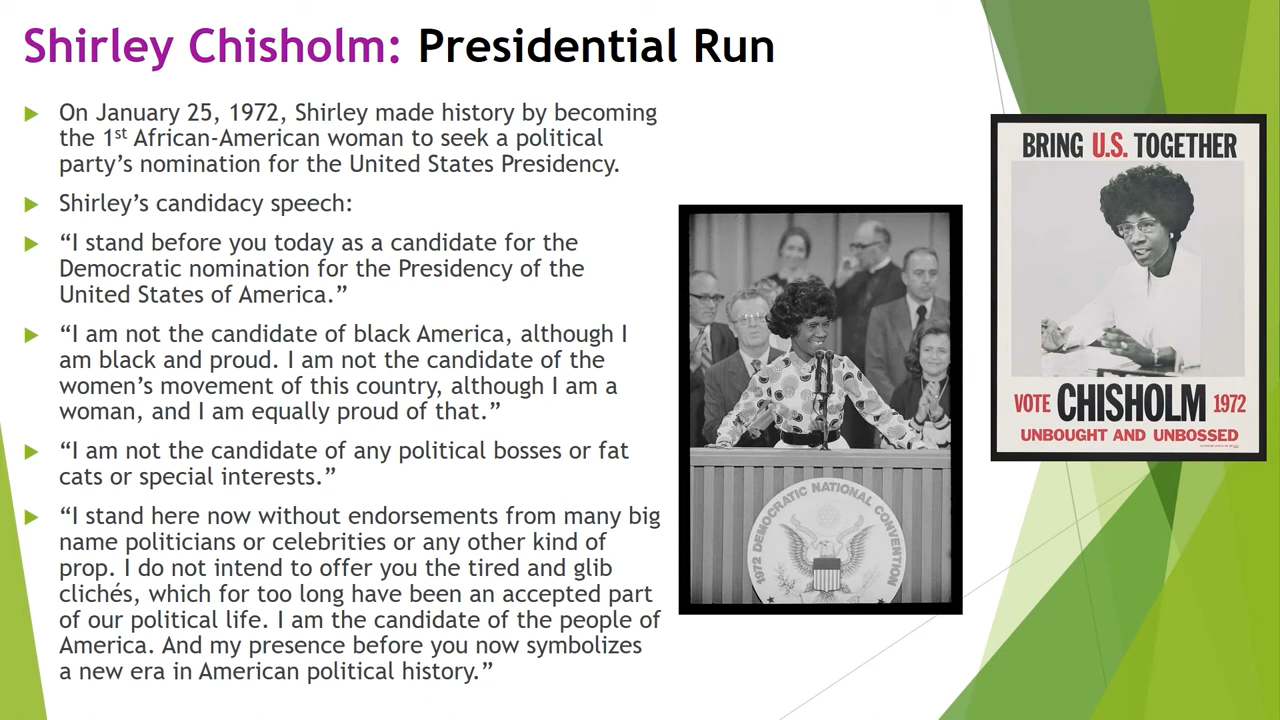 Shirley Chisholm: Presidential Run
On January 25, 1972, Shirley made history by becoming
the 1st African-American woman to seek a political
party’s nomination for the United States Presidency.
Shirley’s candidacy speech:
“I stand before you today as a candidate for the
Democratic nomination for the Presidency of the
United States of America.”
“I am not the candidate of black America, although I
am black and proud. I am not the candidate of the
women’s movement of this country, although I am a
woman, and I am equally proud of that.”
“I am not the candidate of any political bosses or fat
cats or special interests.”
“I stand here now without endorsements from many big
name politicians or celebrities or any other kind of
prop. I do not intend to offer you the tired and glib
clichés, which for too long have been an accepted part
of our political life. I am the candidate of the people of
America. And my presence before you now symbolizes
a new era in American political history.”
1972 DEMOCRATIC NATIONAL CONVENTION
BRING U.S. TOGETHER
VOTE CHISHOLM 1972
UNBOUGHT AND UNBOSSED